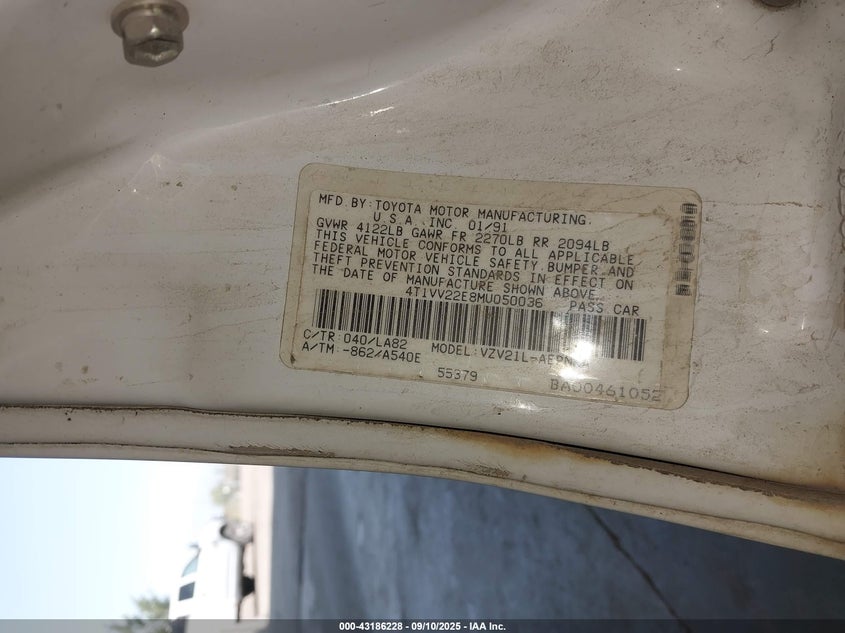 MFD. BY: TOYOTA MOTOR MANUFACTURING.
U.S.A. INC. 01/91
GVWR 4122LB GAWR FR 2270LB RR 2094LB
THIS VEHICLE CONFORMS TO ALL APPLICABLE
FEDERAL MOTOR VEHICLE SAFETY, BUMPER AND
THEFT PREVENTION STANDARDS IN EFFECT ON
THE DATE OF MANUFACTURE SHOWN ABOVE.
4T1VV22E8MU050036 PASS CAR
C/TR: 040/LA82 MODEL: VZV21L-
A/TM: -862/A540E
55379
BA00461052
000-43186228 - 09/10/2025 - IAA Inc.